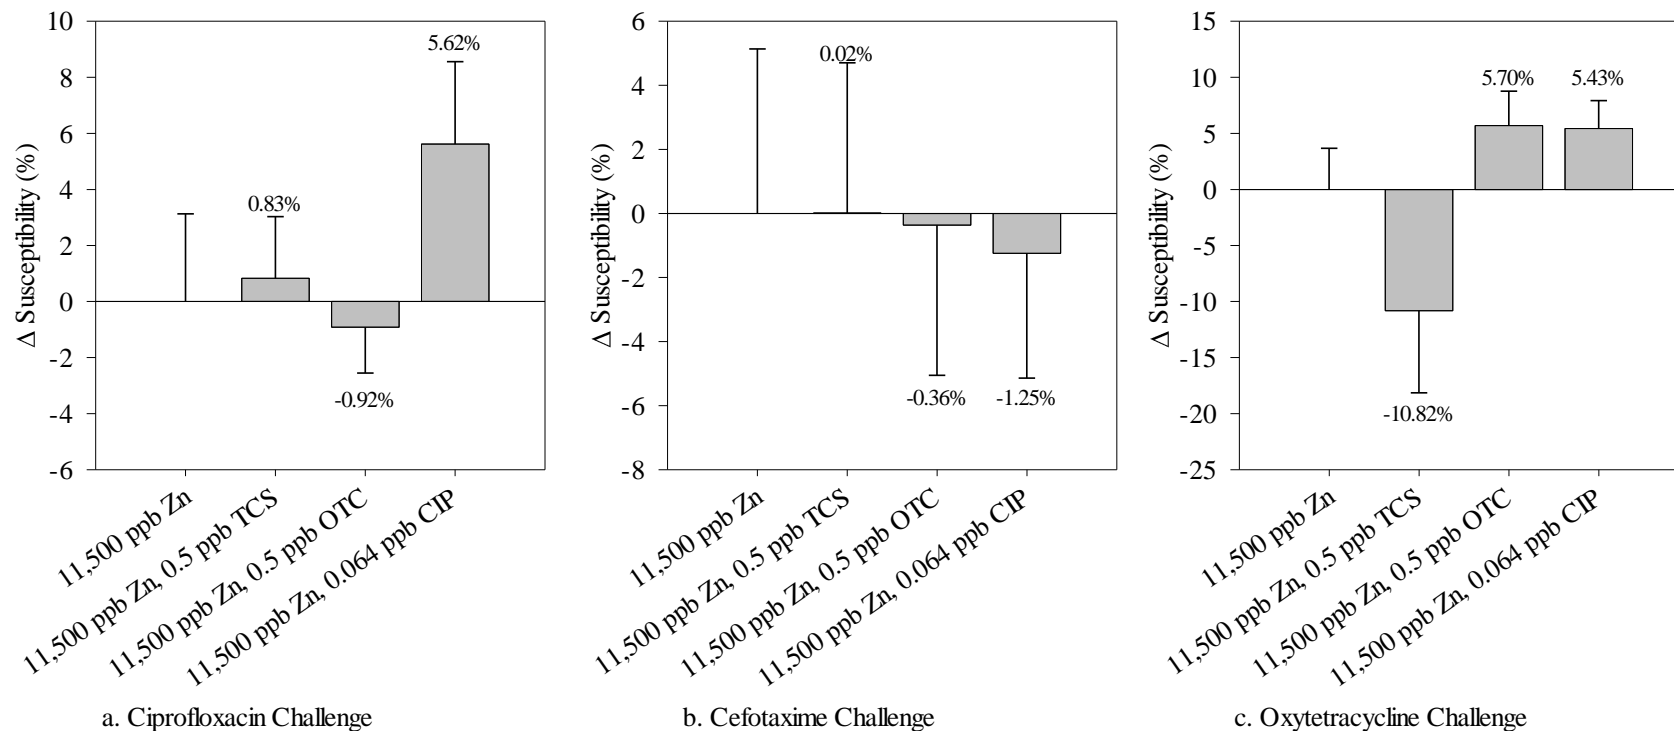 10
8
6
4
2
0
-2
-4
-6
Δ Susceptibility (%)
0.83%
-0.92%
5.62%
11,500 ppb Zn
11,500 ppb Zn, 0.5 ppb TCS
11,500 ppb Zn, 0.5 ppb OTC
11,500 ppb Zn, 0.064 ppb CIP
a. Ciprofloxacin Challenge
6
4
2
0
-2
-4
-6
-8
Δ Susceptibility (%)
0.02%
-0.36%
-1.25%
11,500 ppb Zn
11,500 ppb Zn, 0.5 ppb TCS
11,500 ppb Zn, 0.5 ppb OTC
11,500 ppb Zn, 0.064 ppb CIP
b. Cefotaxime Challenge
15
10
5
0
-5
-10
-15
-20
-25
Δ Susceptibility (%)
-10.82%
5.70%
5.43%
11,500 ppb Zn
11,500 ppb Zn, 0.5 ppb TCS
11,500 ppb Zn, 0.5 ppb OTC
11,500 ppb Zn, 0.064 ppb CIP
c. Oxytetracycline Challenge